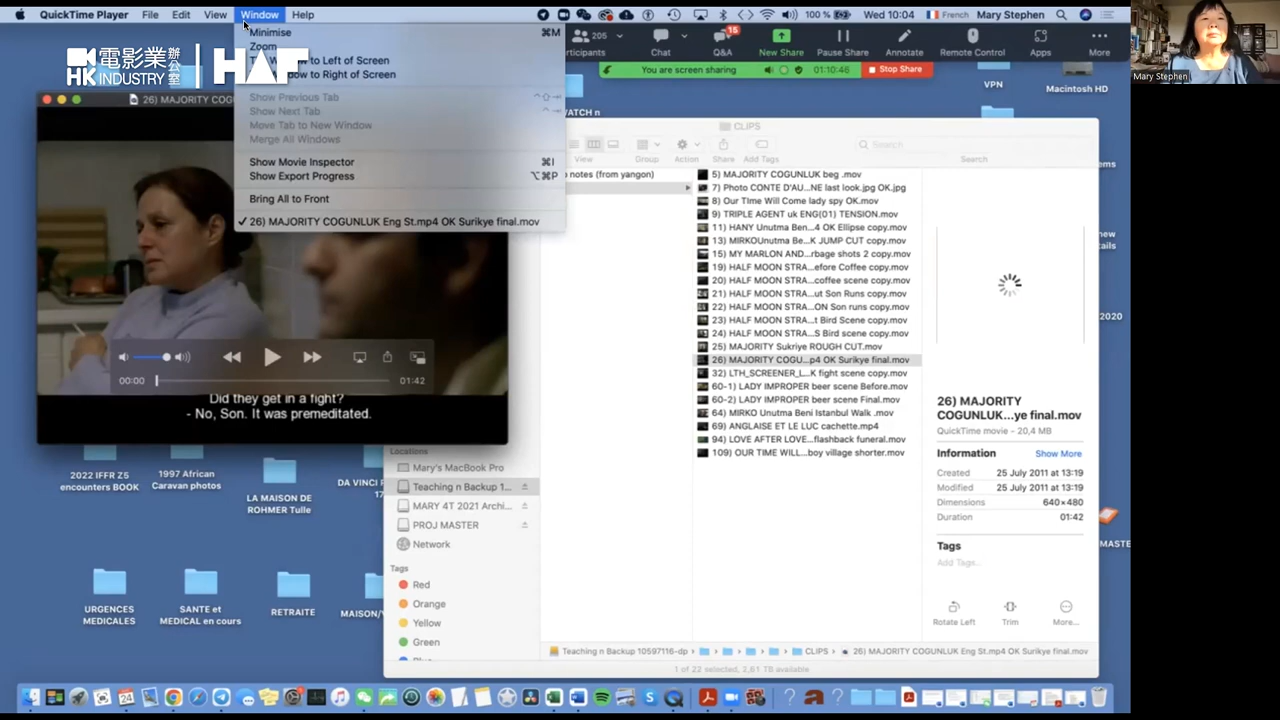 QuickTime Player File Edit View Window Help
100 % Wed 10:04 French Mary Stephen
Minimise ⌘M
Zoom
to Left of Screen
to Right of Screen
Show Previous Tab
Show Next Tab
Move Tab to New Window
Merge All Windows
Show Movie Inspector ⌘I
Show Export Progress ⌥⌘P
Bring All to Front
✓ 26) MAJORITY COGUNLUK Eng St.mp4 OK Surikye final.mov
電影業辦公室
HK INDUSTRY
HAF
205 15
Chat Q&A New Share Pause Share Annotate Remote Control Apps More
You are screen sharing 01:10:46 Stop Share
Mary Stephen
VPN
Macintosh HD
26) MAJORITY COG
Did they get in a fight?
- No, Son. It was premeditated.
00:00 01:42
CLIPS
View Group Action Share Add Tags Search
Search
notes (from yangon)
5) MAJORITY COGUNLUK beg .mov
7) Photo CONTE D'AU...NE last look.jpg OK.jpg
8) Our TIme Will Come lady spy OK.mov
9) TRIPLE AGENT uk ENG(01) TENSION.mov
11) HANY Unutma Ben...4 OK Ellipse copy.mov
13) MIRKOUnutma Be...K JUMP CUT copy.mov
15) MY MARLON AND...rbage shots 2 copy.mov
19) HALF MOON STRA...efore Coffee copy.mov
20) HALF MOON STRA...coffee scene copy.mov
21) HALF MOON STRA...ut Son Runs copy.mov
22) HALF MOON STRA...ON Son runs copy.mov
23) HALF MOON STRA...t Bird Scene copy.mov
24) HALF MOON STRA...S Bird scene copy.mov
25) MAJORITY Sukriye ROUGH CUT.mov
26) MAJORITY COGU...p4 OK Surikye final.mov
32) LTH_SCREENER_L...K fight scene copy.mov
60-1) LADY IMPROPER beer scene Before.mov
60-2) LADY IMPROPER beer scene Final.mov
64) MIRKO Unutma Beni Istanbul Walk .mov
69) ANGLAISE ET LE LUC cachette.mp4
94) LOVE AFTER LOVE...flashback funeral.mov
109) OUR TIME WILL...boy village shorter.mov
26) MAJORITY
COGUNLUK...ye final.mov
QuickTime movie - 20,4 MB
Information Show More
Created 25 July 2011 at 13:19
Modified 25 July 2011 at 13:19
Dimensions 640×480
Duration 01:42
Tags
Add Tags...
Rotate Left Trim More...
2020
Locations
Mary's MacBook Pro
Teaching n Backup 1...
MARY 4T 2021 Archi...
PROJ MASTER
Network
Tags
Red
Orange
Yellow
Green
2022 IFFR Z5
encounters BOOK
1997 African
Caravan photos
LA MAISON DE
ROHMER Tulle
DA VINCI
17
URGENCES
MEDICALES
SANTE et
MEDICAL en cours
RETRAITE
MAISON/
Teaching n Backup 10597116-dp CLIPS 26) MAJORITY COGUNLUK Eng St.mp4 OK Surikye final.mov
1 of 22 selected, 2,61 TB available